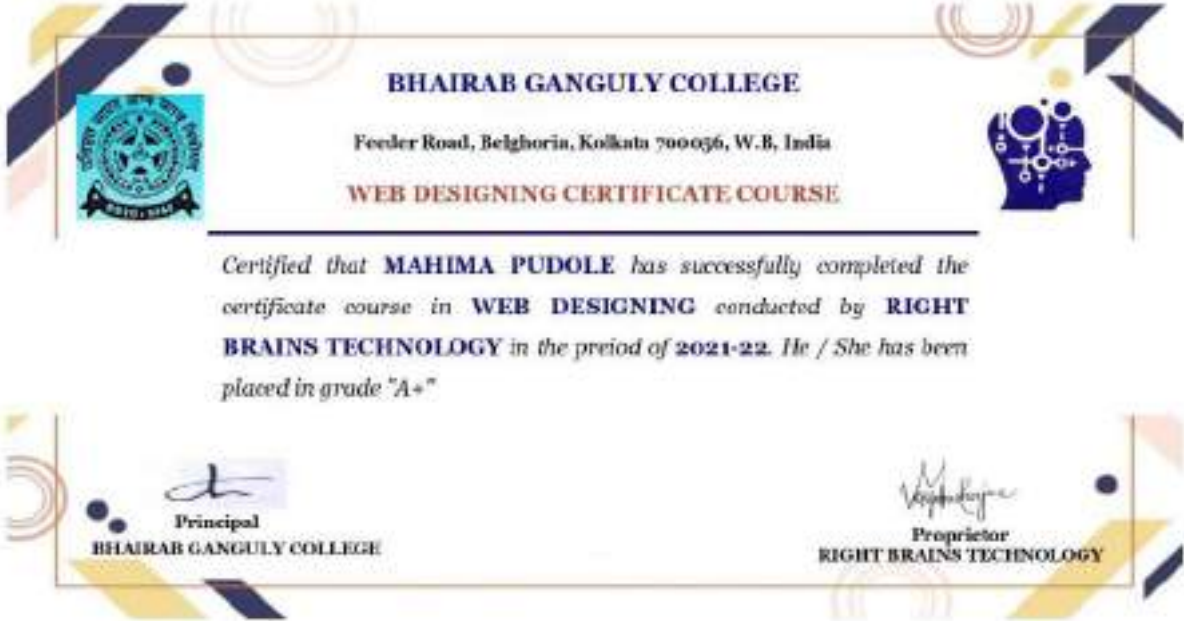 BHAIRAB GANGULY COLLEGE
Feeder Road, Belghoria, Kolkata 700056, W.B, India
WEB DESIGNING CERTIFICATE COURSE
Certified that MAHIMA PUDOLE has successfully completed the
certificate course in WEB DESIGNING conducted by RIGHT
BRAINS TECHNOLOGY in the preiod of 2021-22. He / She has been
placed in grade "A+"
Principal
BHAIRAB GANGULY COLLEGE
Proprietor
RIGHT BRAINS TECHNOLOGY